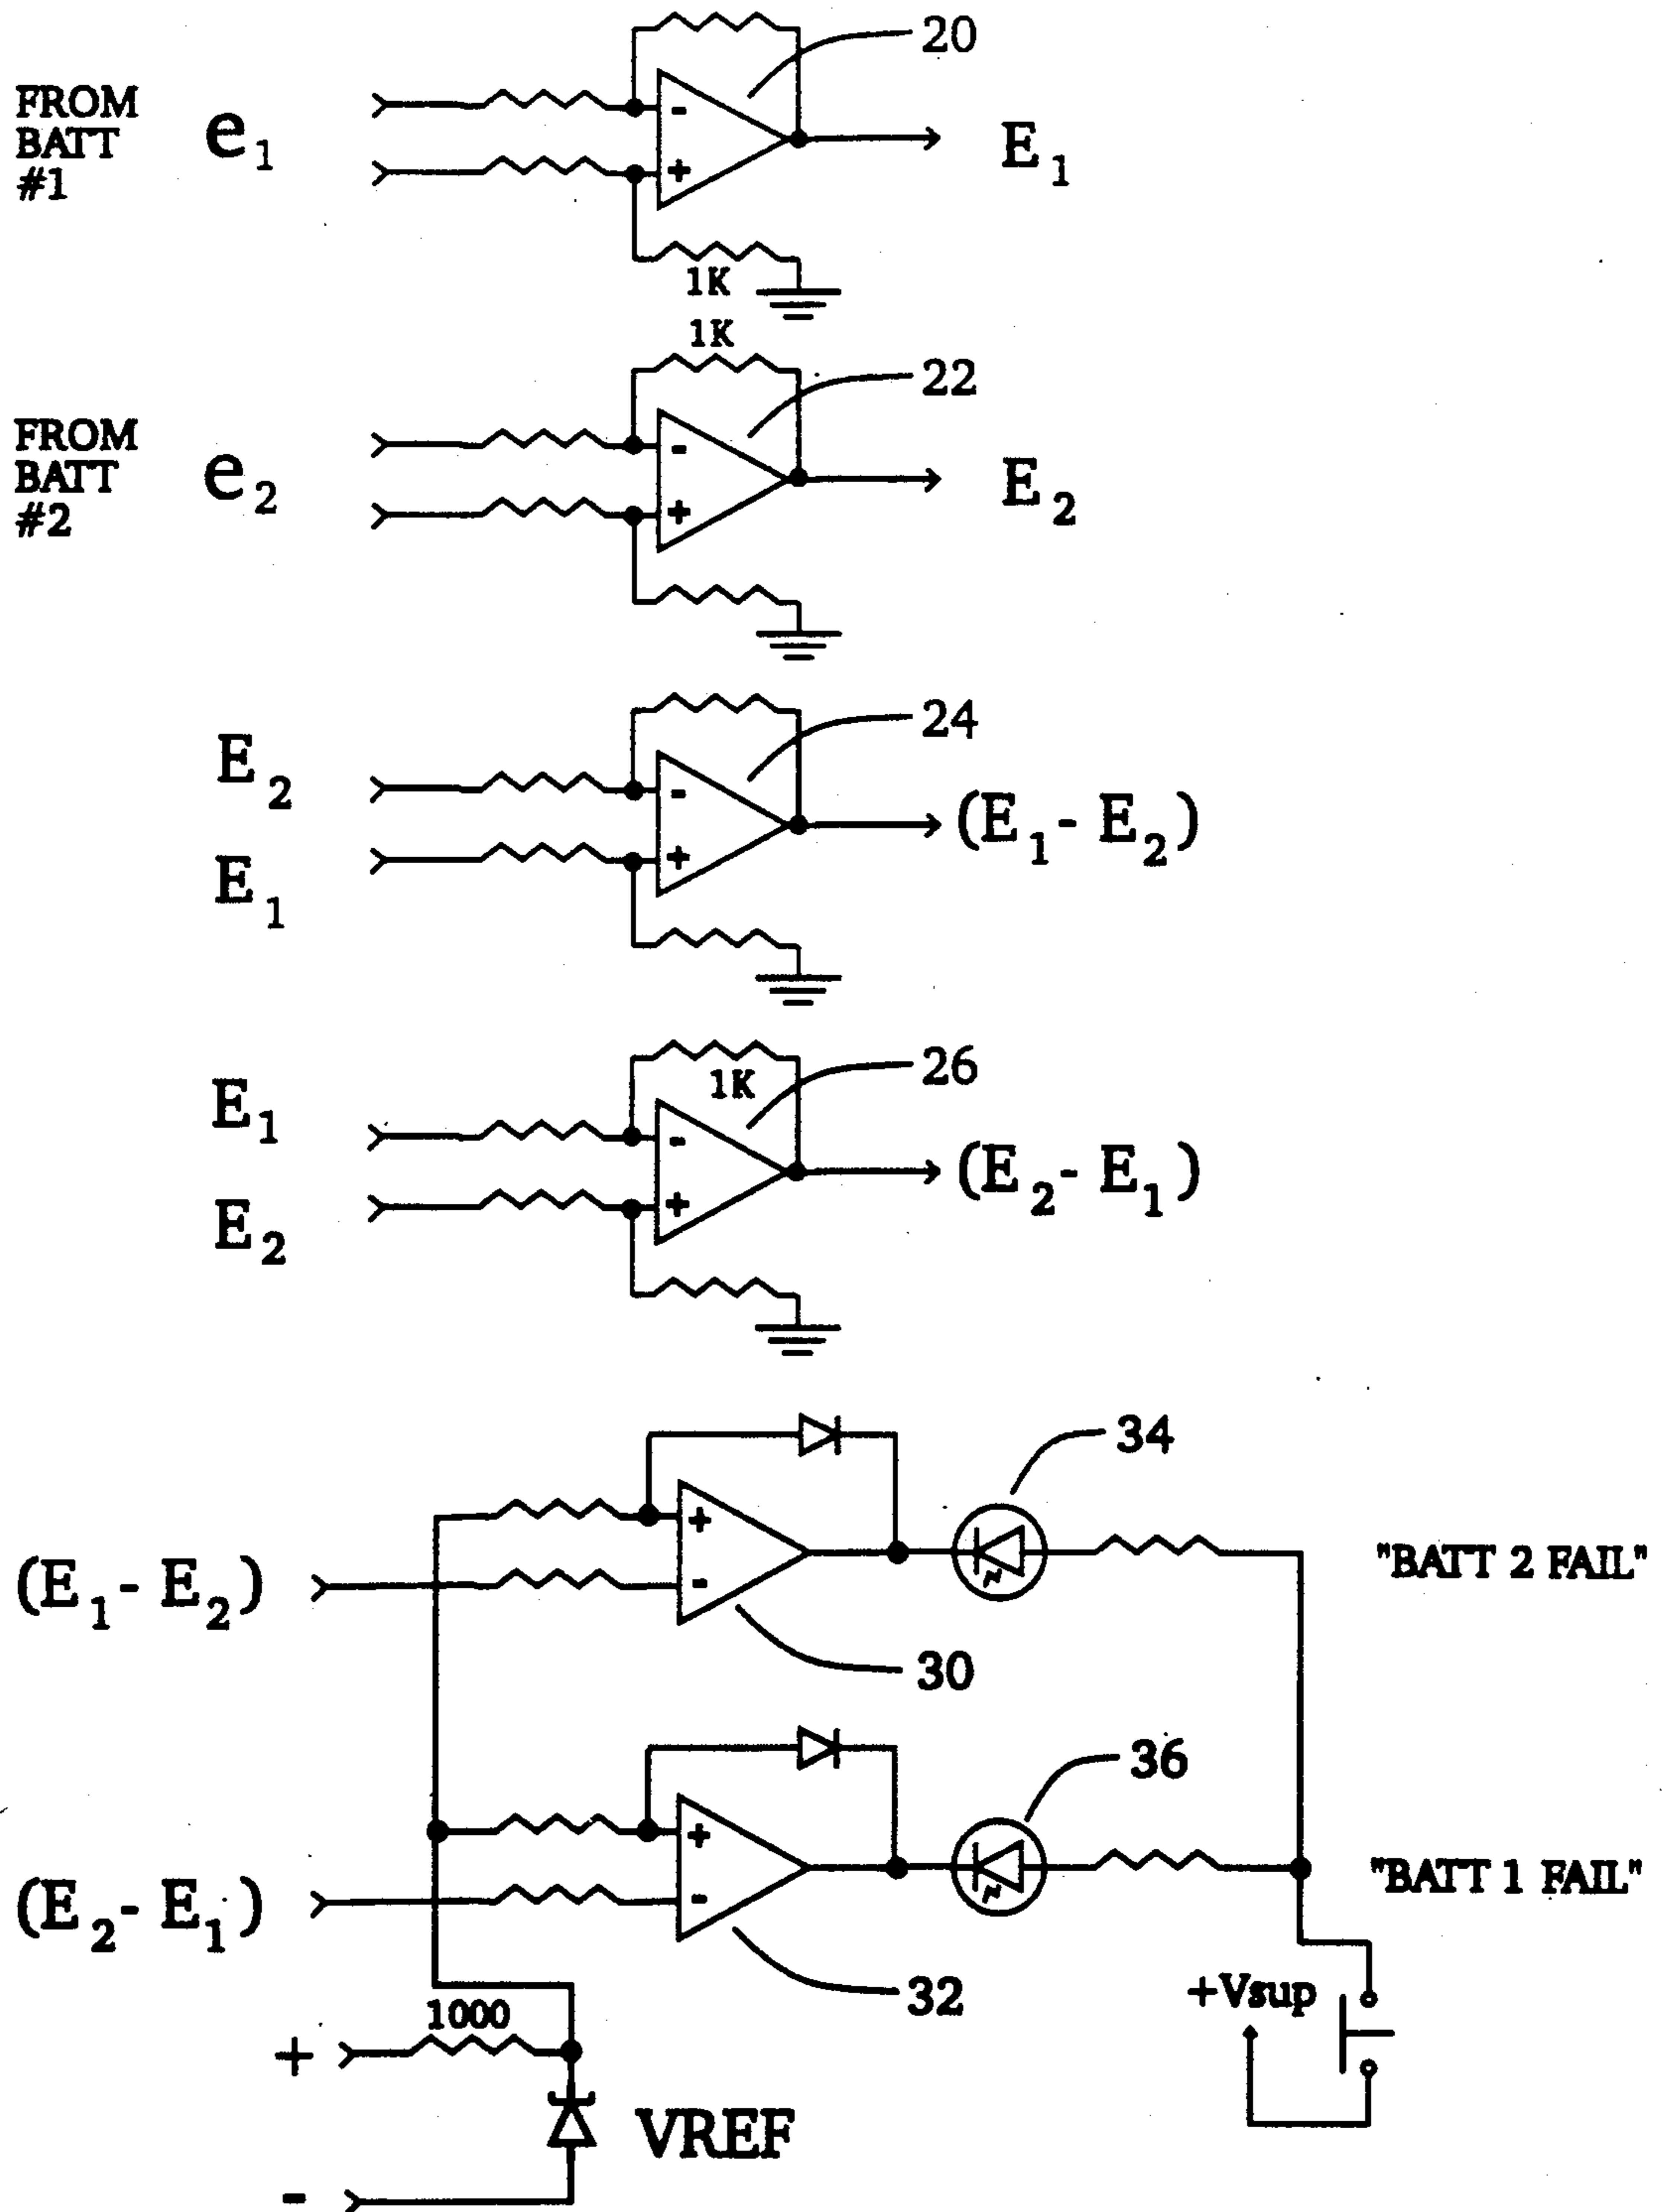 20
FROM
BATT
#1
e1
-
+
E1
1K
1K
22
FROM
BATT
#2
e2
-
+
E2
24
E2
E1
-
+
(E1- E2)
26
1K
E1
E2
-
+
(E2- E1)
34
(E1- E2)
+
-
"BATT 2 FAIL"
30
36
(E2- E1)
+
-
"BATT 1 FAIL"
32
+Vsup
1000
+
VREF
-